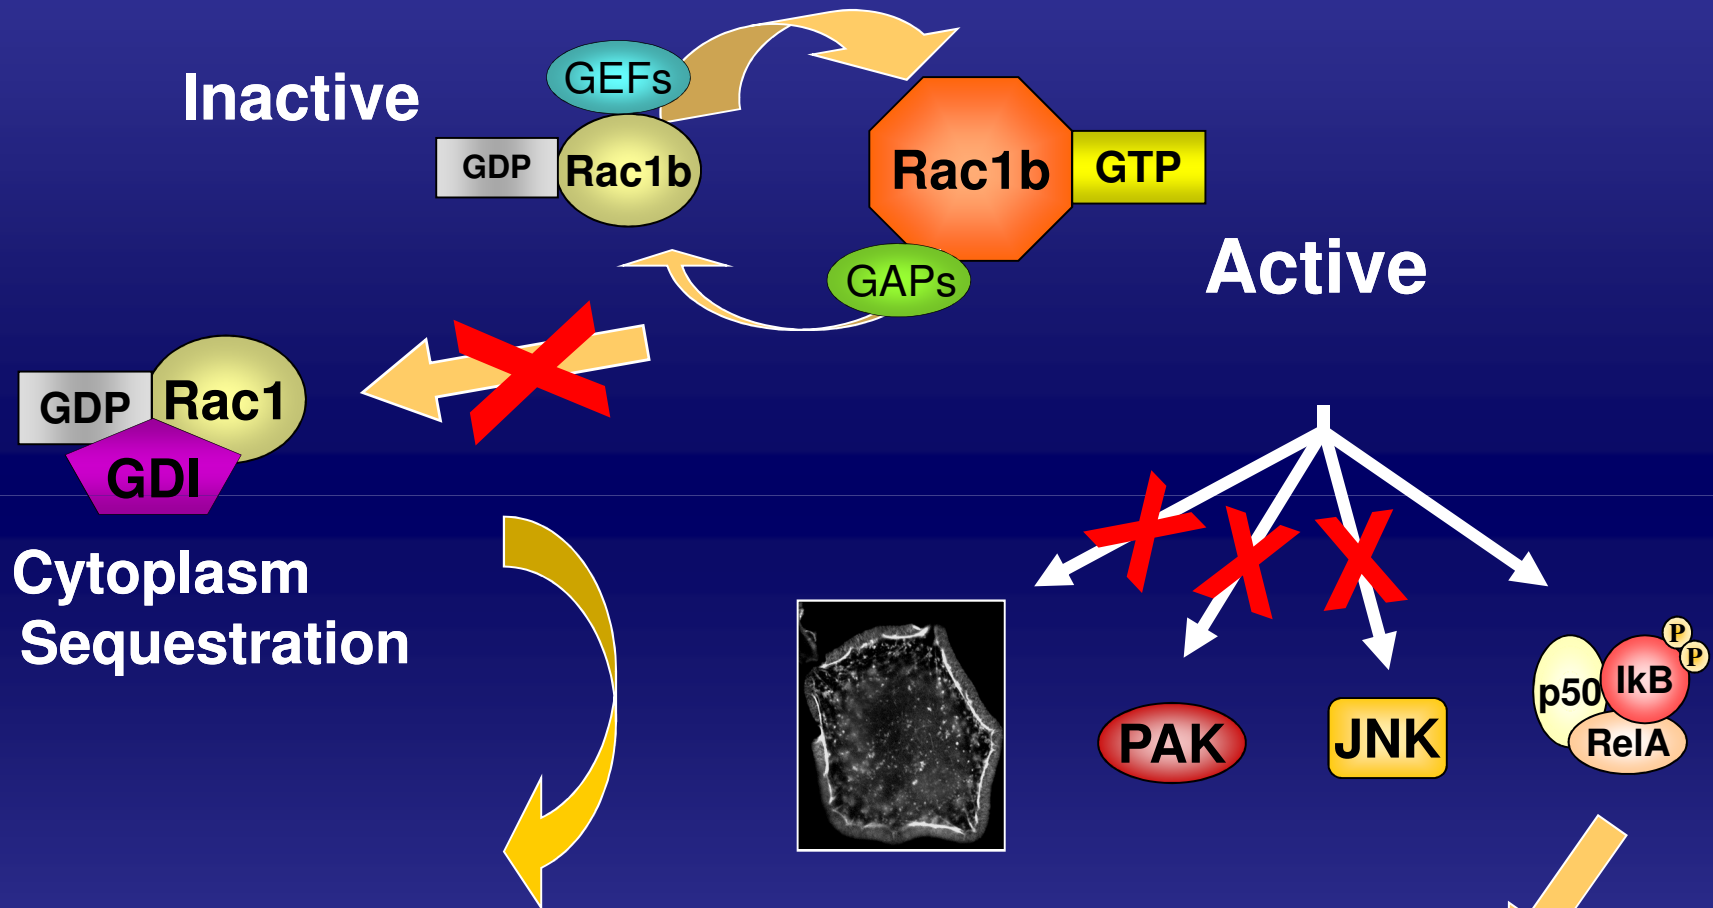 Inactive
GEFs
GDP
Rac1b
Rac1b
GTP
GAPs
Active
GDP
Rac1
GDI
Cytoplasm
Sequestration
PAK
JNK
p50
IkB
P
P
RelA